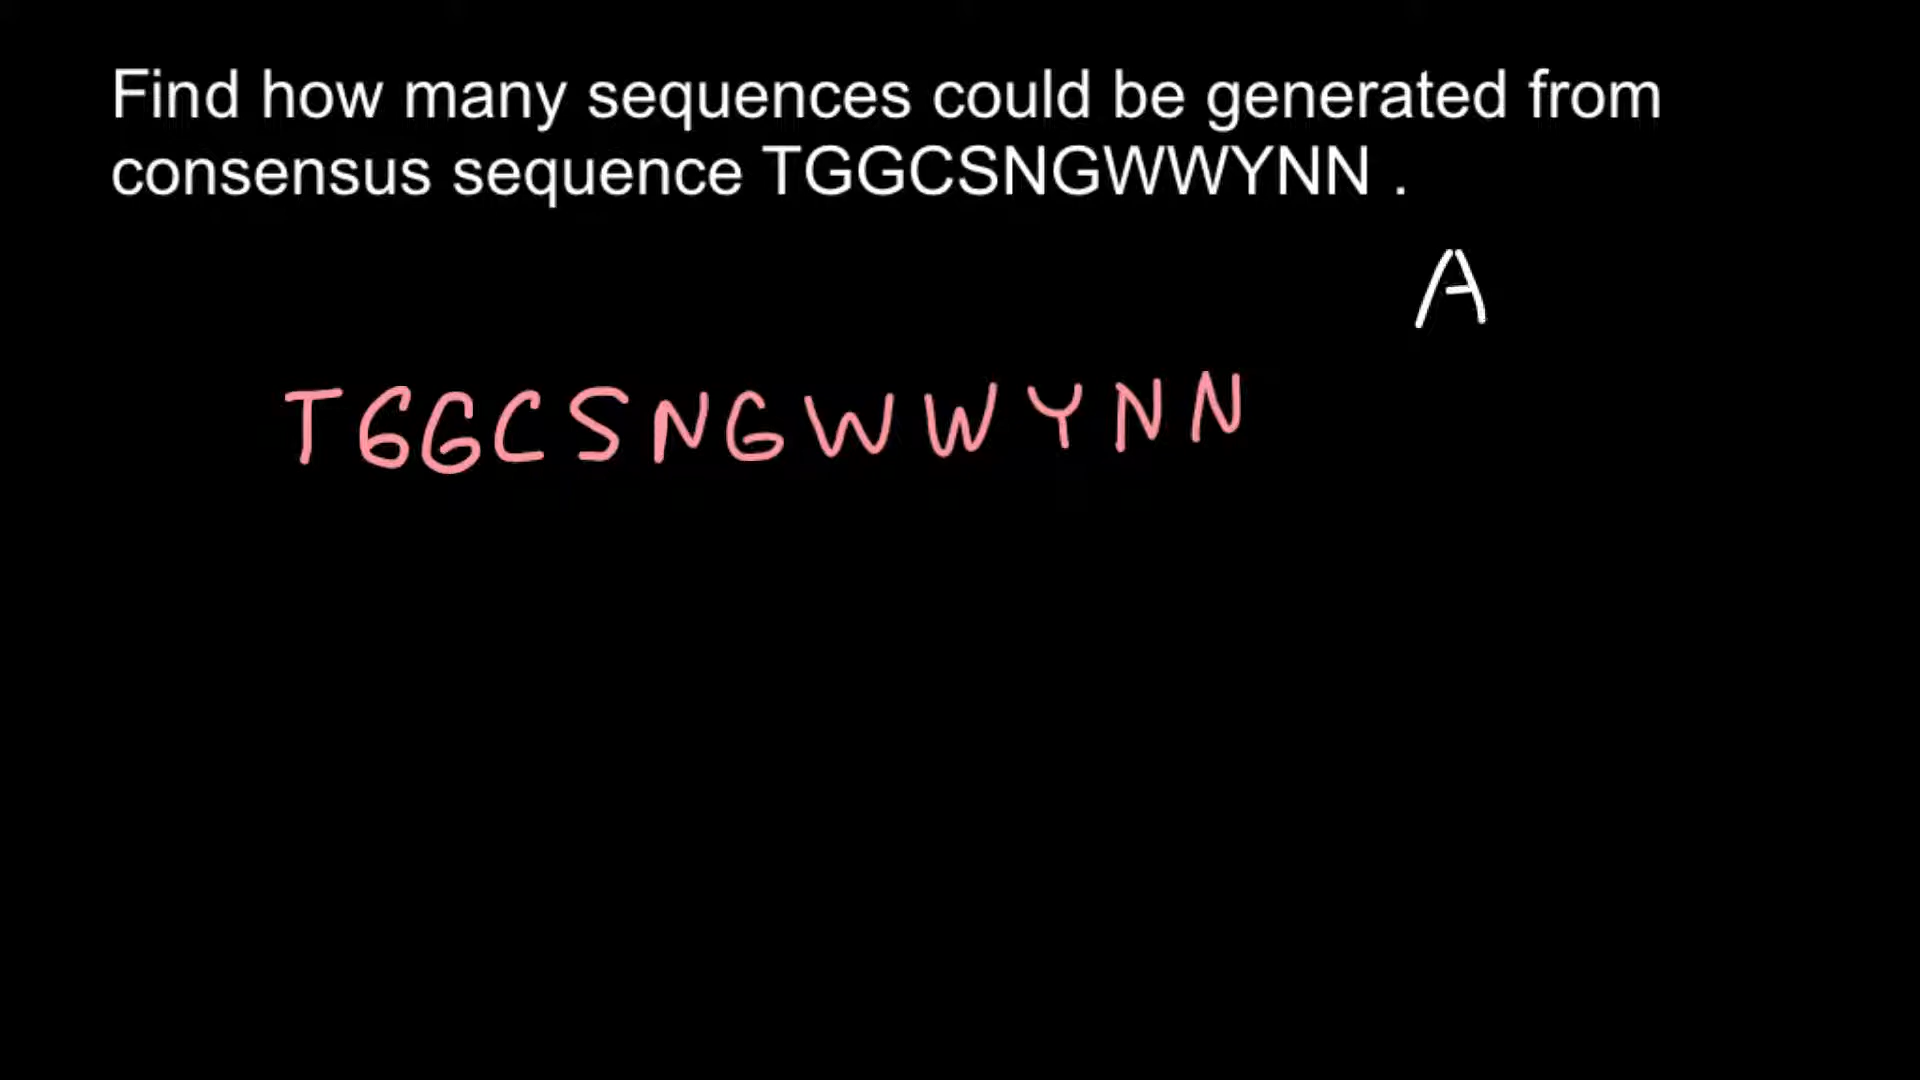 Find how many sequences could be generated from
consensus sequence TGGCSNGWWYNN .
A
TGGCSNGWWYNN